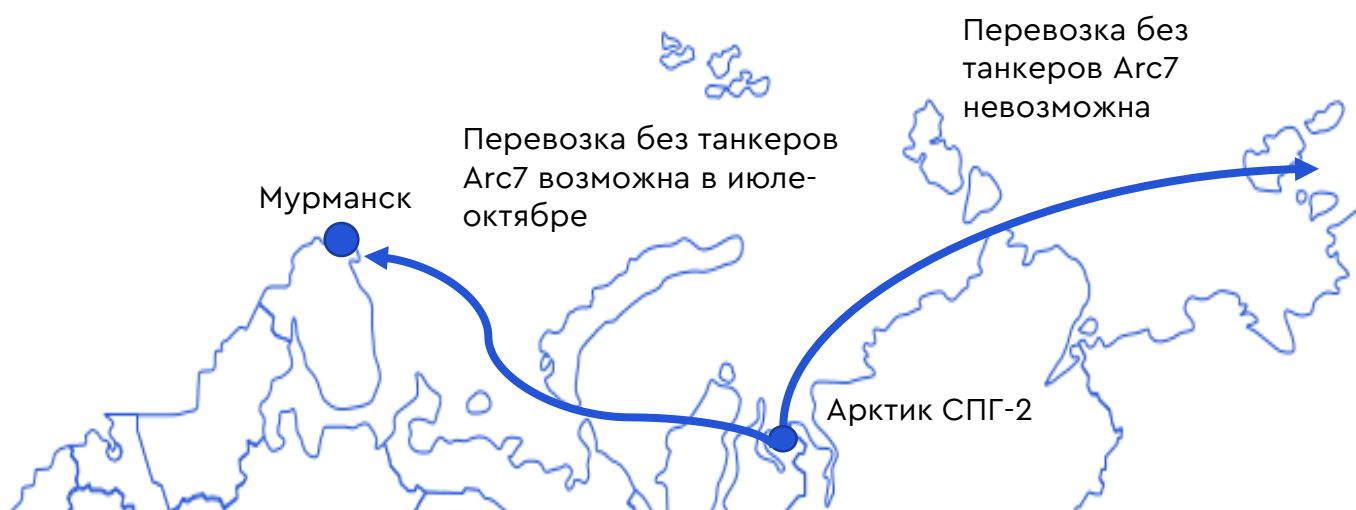 Перевозка без
танкеров Arc7
невозможна
Перевозка без танкеров
Arc7 возможна в июле-
октябре
Мурманск
Арктик СПГ-2